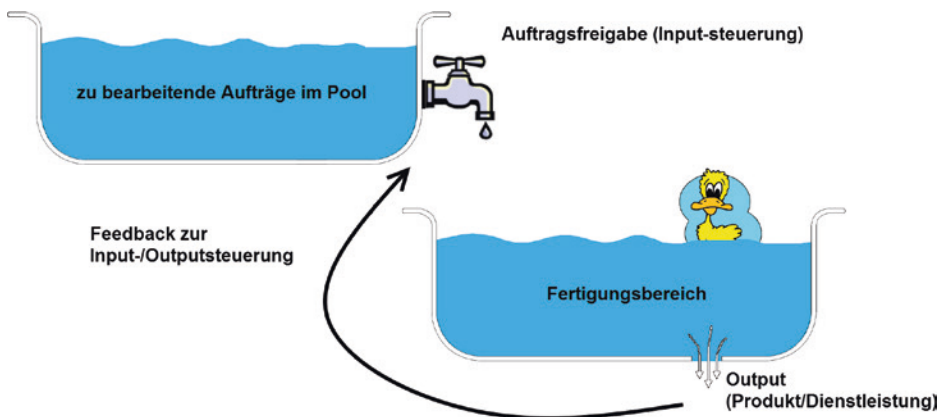 Auftragsfreigabe (Input-steuerung)
zu bearbeitende Aufträge im Pool
Feedback zur
Input-/Outputsteuerung
Fertigungsbereich
Output
(Produkt/Dienstleistung)